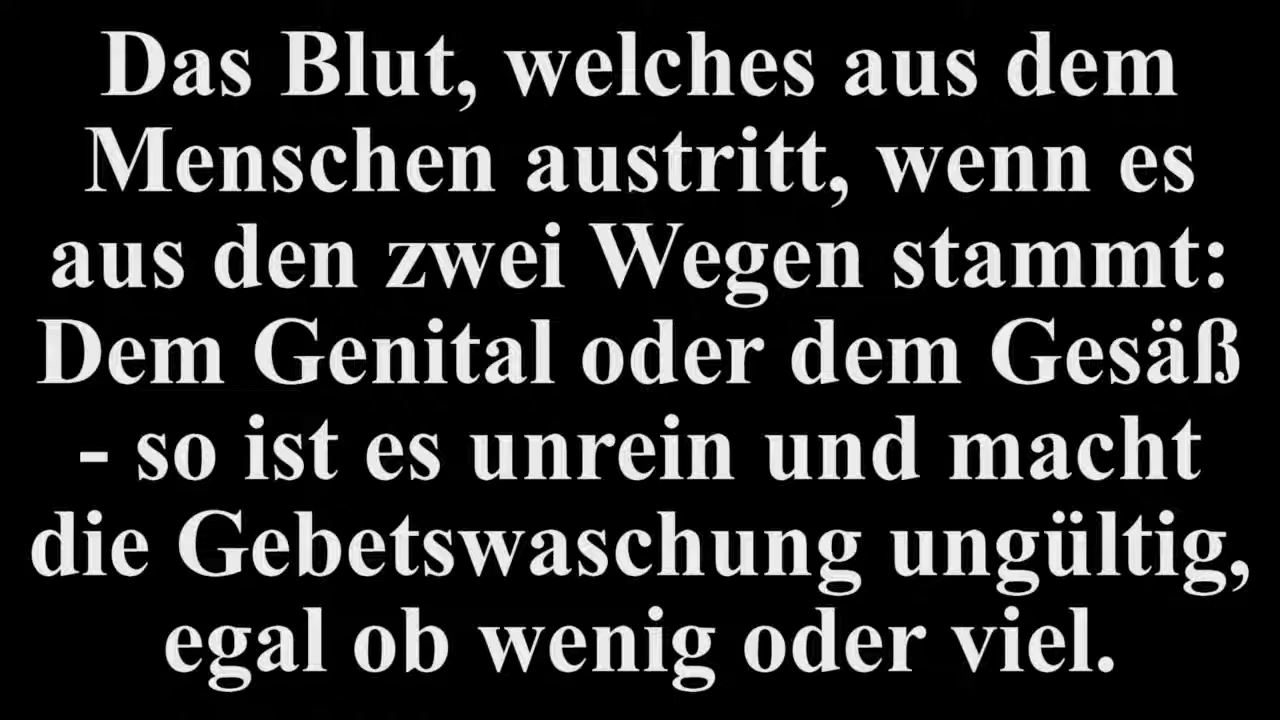 Das Blut, welches aus dem
Menschen austritt, wenn es
aus den zwei Wegen stammt:
Dem Genital oder dem Gesäß
- so ist es unrein und macht
die Gebetswaschung ungültig,
egal ob wenig oder viel.